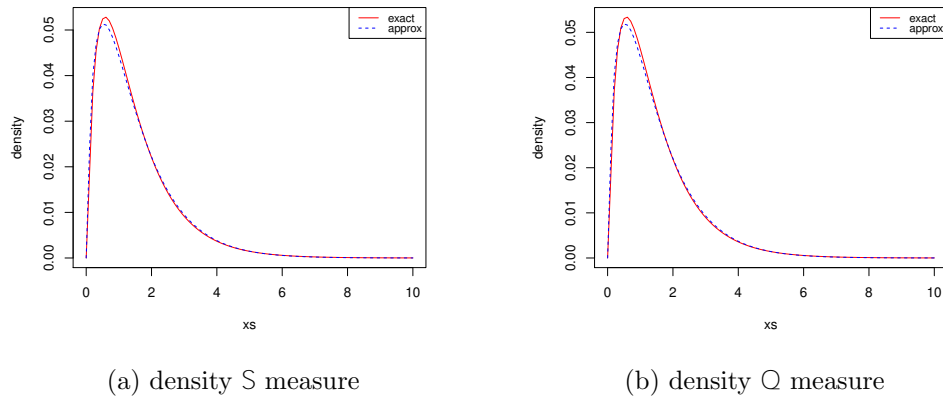 exact
approx
density
0.00 0.01 0.02 0.03 0.04 0.05
0 2 4 6 8 10
xs
(a) density S measure
exact
approx
density
0.00 0.01 0.02 0.03 0.04 0.05
0 2 4 6 8 10
xs
(b) density Q measure